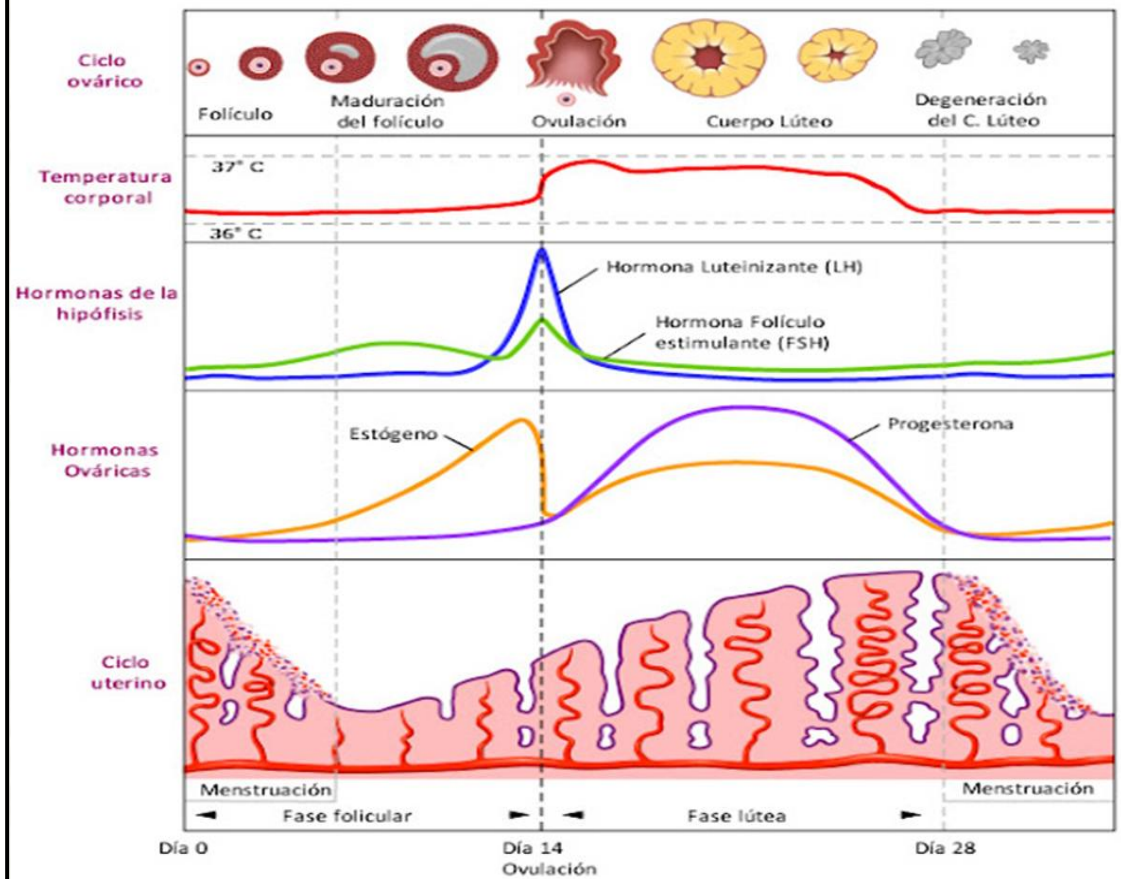 Ciclo
ovárico
Folículo
Maduración
del folículo
Ovulación
Cuerpo Lúteo
Degeneración
del C. Lúteo
Temperatura
corporal
37° C
36° C
Hormonas de la
hipófisis
Hormona Luteinizante (LH)
Hormona Folículo
estimulante (FSH)
Hormonas
Ováricas
Estógeno
Progesterona
Ciclo
uterino
Menstruación
Menstruación
Fase folicular
Fase lútea
Día 0
Día 14
Ovulación
Día 28